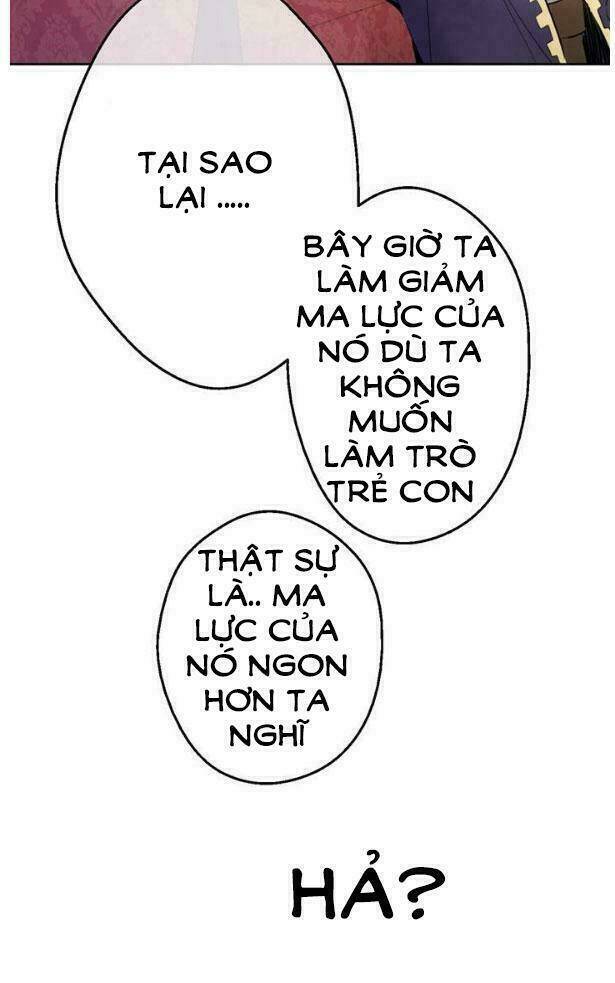 TẠI SAO
LẠI .....
BÂY GIỜ TA
LÀM GIẢM
MA LỰC CỦA
NÓ DÙ TA
KHÔNG
MUỐN
LÀM TRÒ
TRẺ CON
THẬT SỰ
LÀ.. MA
LỰC CỦA
NÓ NGON
HƠN TA
NGHĨ
HẢ?